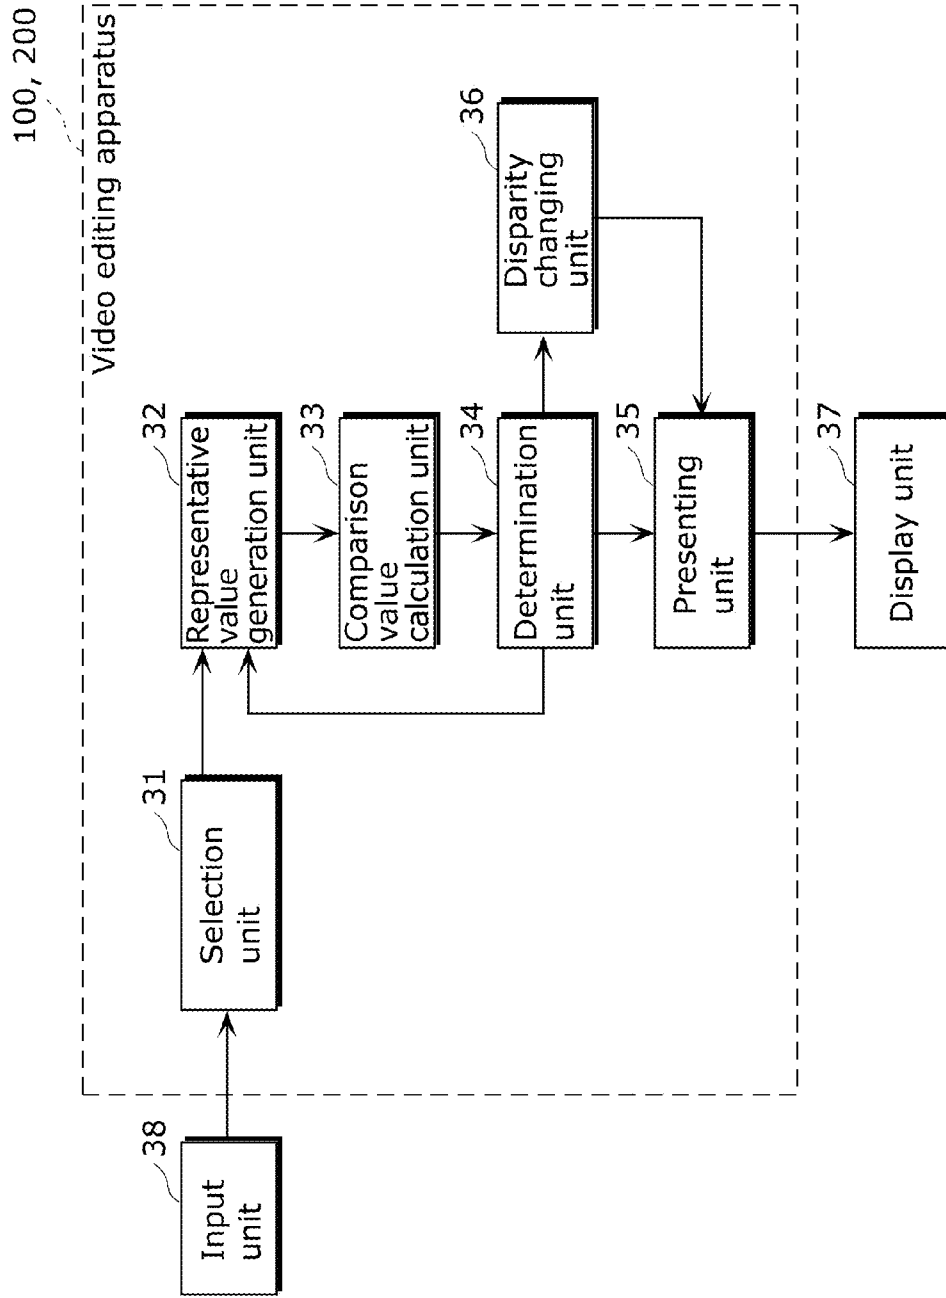 100, 200
Video editing apparatus
38
Input
unit
31
Selection
unit
32
Representative
value
generation unit
33
Comparison
value
calculation unit
34
Determination
unit
36
Disparity
changing
unit
35
Presenting
unit
37
Display unit